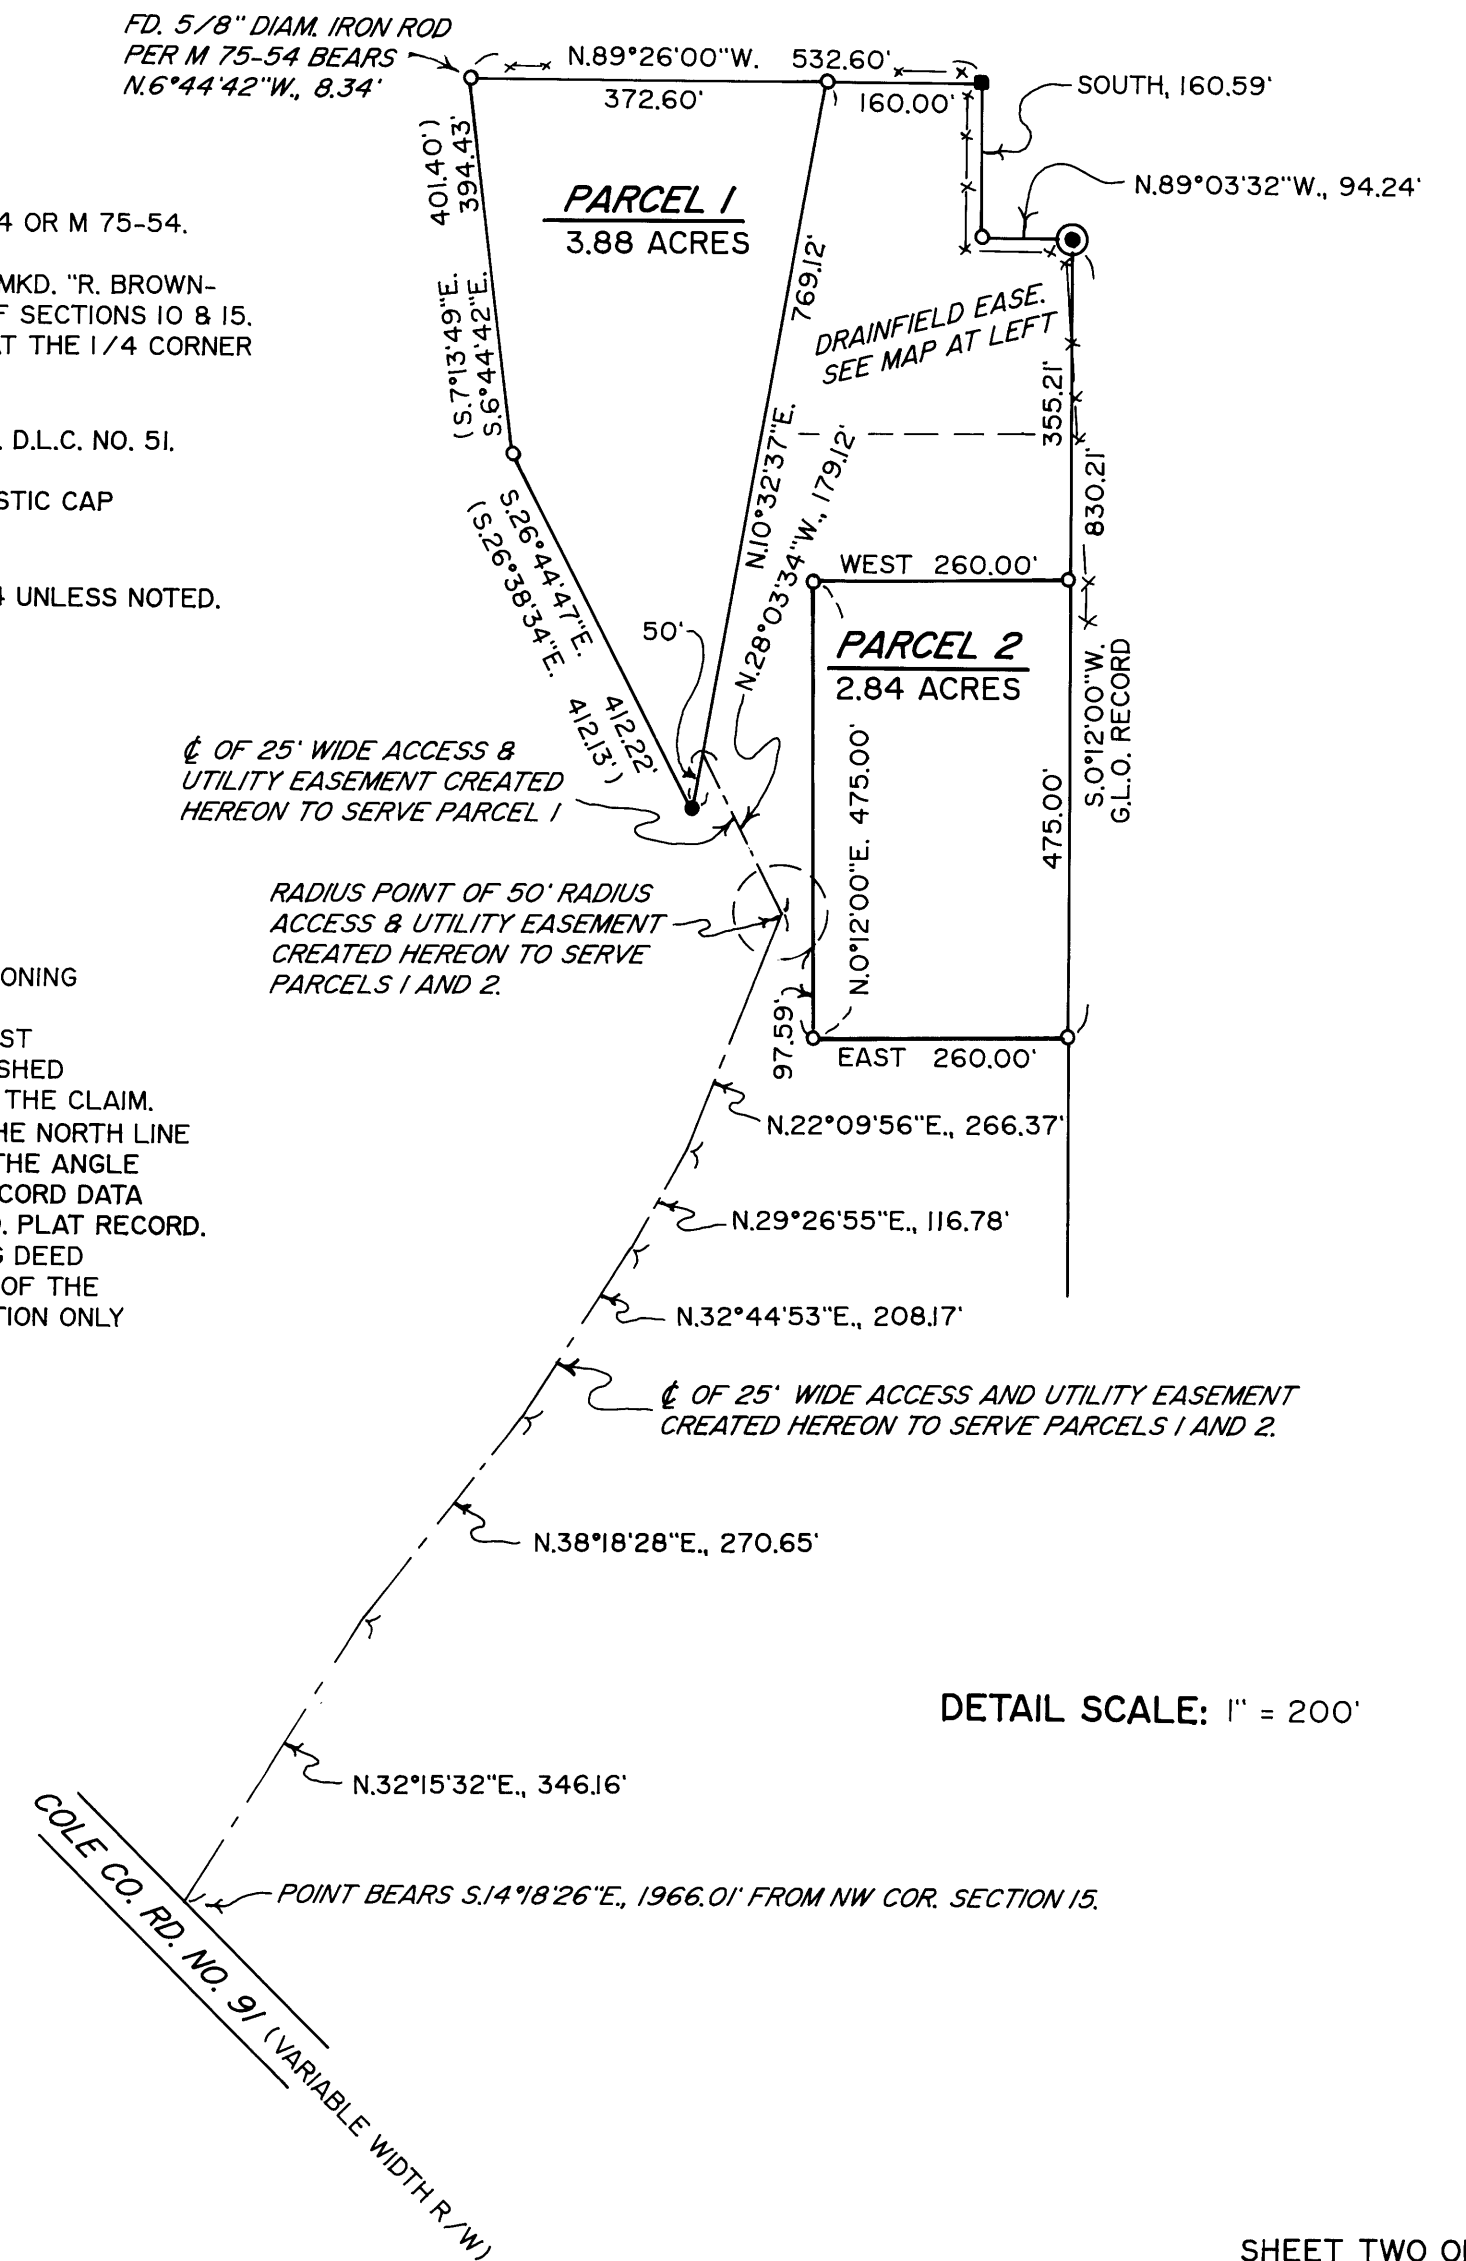 FD. 5/8" DIAM. IRON ROD
PER M 75-54 BEARS
N.6°44'42"W., 8.34'
N.89°26'00"W. 532.60'
372.60'
160.00'
SOUTH, 160.59'
N.89°03'32"W., 94.24'
401.40')
394.43'
(S.7°13'49"E.
S.6°44'42"E.
PARCEL 1
3.88 ACRES
769.12'
N.10°32'37"E.
4 OR M 75-54.
MKD. "R. BROWN-
F SECTIONS 10 & 15.
AT THE 1/4 CORNER
. D.L.C. NO. 51.
STIC CAP
4 UNLESS NOTED.
DRAINFIELD EASE.
SEE MAP AT LEFT
355.21'
830.21'
S.26°44'47"E. 412.22'
(S.26°38'34"E. 412.13')
N.28°03'34"W., 179.12'
50'
WEST 260.00'
PARCEL 2
2.84 ACRES
S.0°12'00"W.
G.L.O. RECORD
N.0°12'00"E. 475.00'
475.00'
℄ OF 25' WIDE ACCESS &
UTILITY EASEMENT CREATED
HEREON TO SERVE PARCEL 1
RADIUS POINT OF 50' RADIUS
ACCESS & UTILITY EASEMENT
CREATED HEREON TO SERVE
PARCELS 1 AND 2.
97.59'
EAST 260.00'
ONING
ST
SHED
THE CLAIM.
HE NORTH LINE
THE ANGLE
CORD DATA
O. PLAT RECORD.
G DEED
OF THE
TION ONLY
N.22°09'56"E., 266.37'
N.29°26'55"E., 116.78'
N.32°44'53"E., 208.17'
℄ OF 25' WIDE ACCESS AND UTILITY EASEMENT
CREATED HEREON TO SERVE PARCELS 1 AND 2.
N.38°18'28"E., 270.65'
DETAIL SCALE: 1" = 200'
N.32°15'32"E., 346.16'
COLE CO. RD. NO. 91 (VARIABLE WIDTH R/W)
POINT BEARS S.14°18'26"E., 1966.01' FROM NW COR. SECTION 15.
SHEET TWO OF